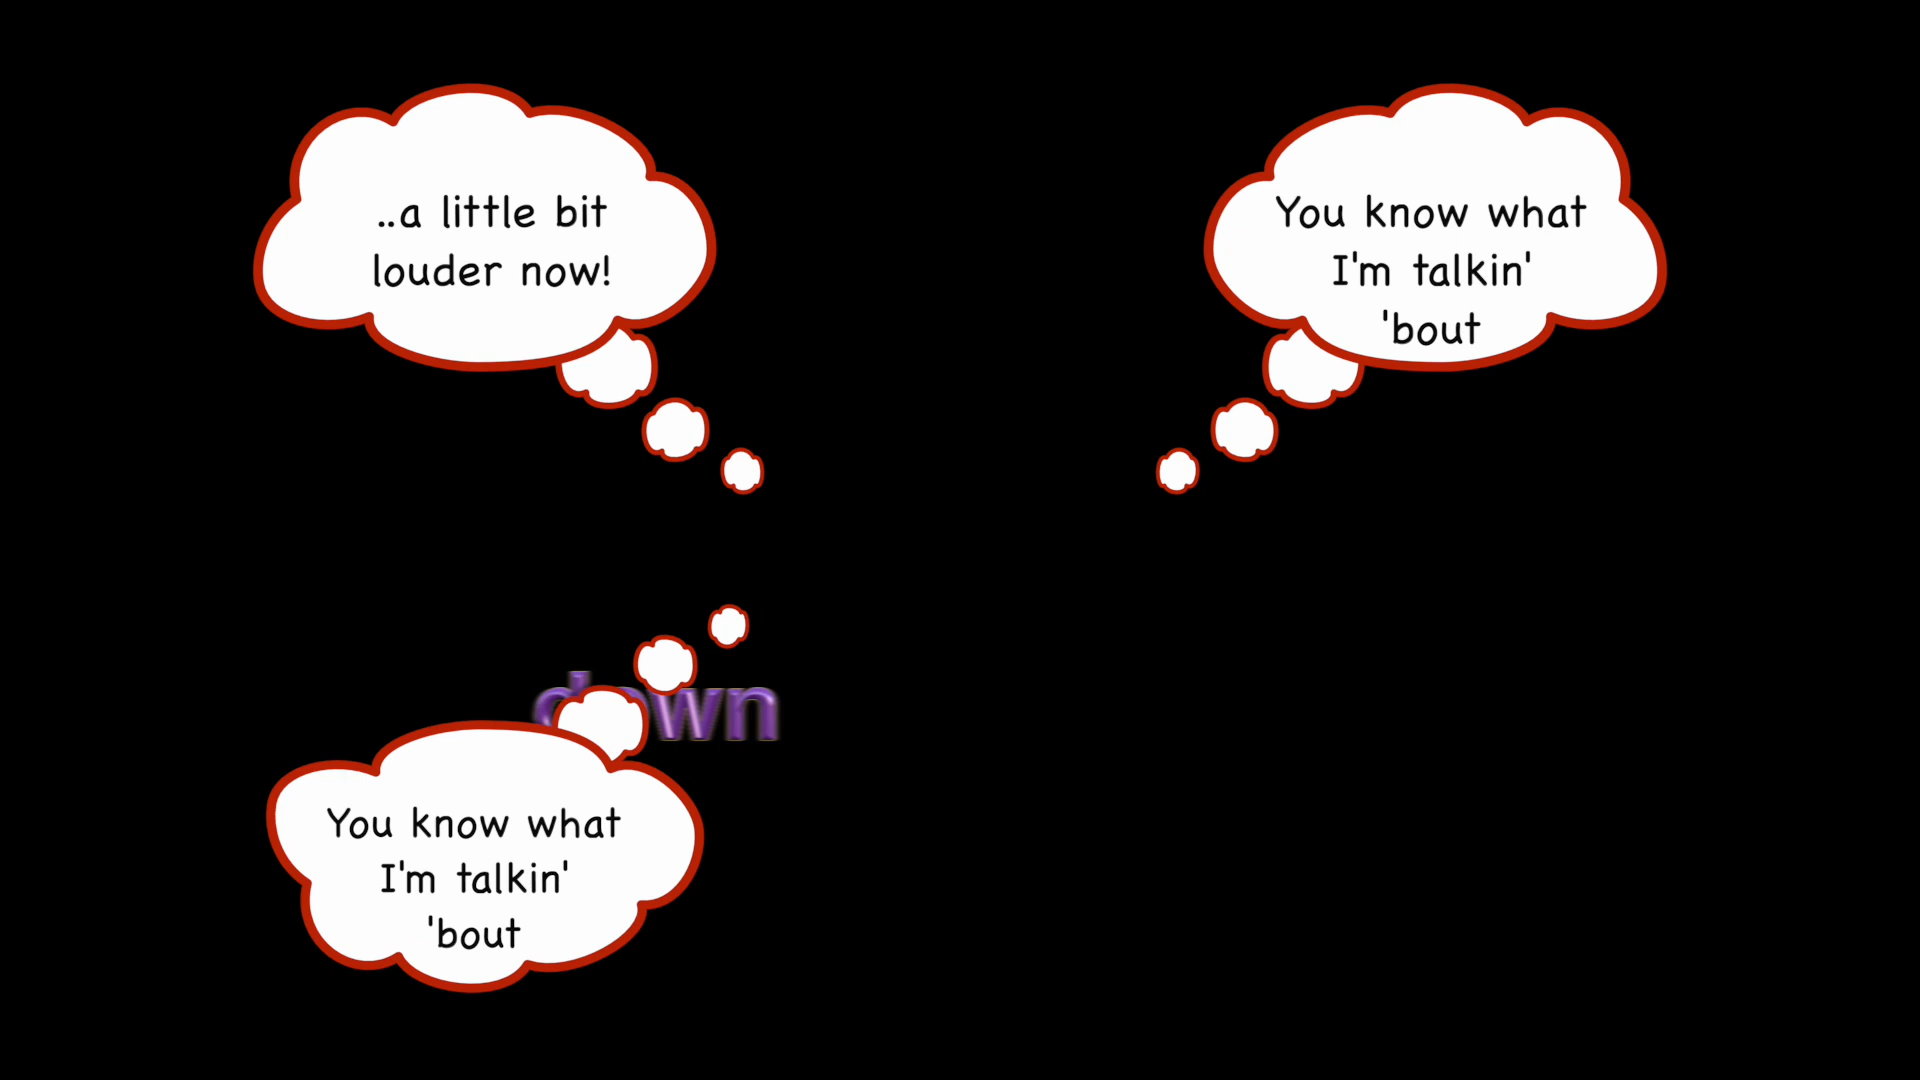 ..a little bit
louder now!
You know what
I'm talkin'
'bout
down
You know what
I'm talkin'
'bout